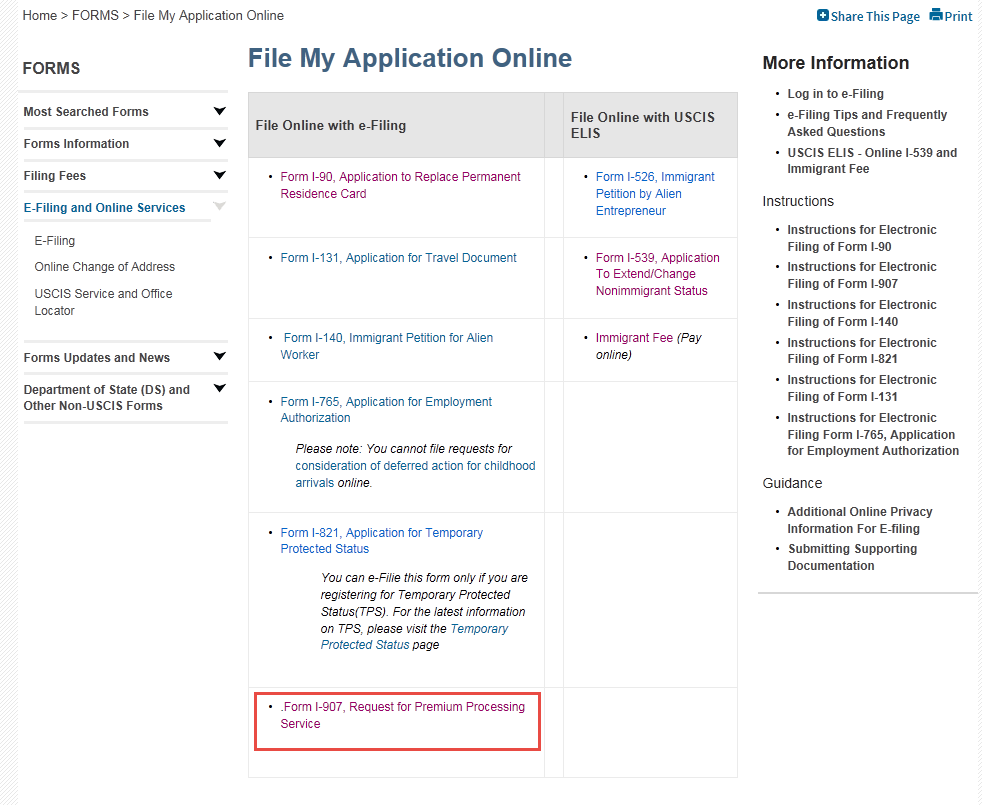 Home > FORMS > File My Application Online
Share This Page Print
FORMS
Most Searched Forms
Forms Information
Filing Fees
E-Filing and Online Services
E-Filing
Online Change of Address
USCIS Service and Office
Locator
Forms Updates and News
Department of State (DS) and
Other Non-USCIS Forms
File My Application Online
File Online with e-Filing
File Online with USCIS
ELIS
• Form I-90, Application to Replace Permanent
Residence Card
• Form I-526, Immigrant
Petition by Alien
Entrepreneur
• Form I-131, Application for Travel Document
• Form I-539, Application
To Extend/Change
Nonimmigrant Status
• Form I-140, Immigrant Petition for Alien
Worker
• Immigrant Fee (Pay
online)
• Form I-765, Application for Employment
Authorization
Please note: You cannot file requests for
consideration of deferred action for childhood
arrivals online.
• Form I-821, Application for Temporary
Protected Status
You can e-Filie this form only if you are
registering for Temporary Protected
Status(TPS). For the latest information
on TPS, please visit the Temporary
Protected Status page
• .Form I-907, Request for Premium Processing
Service
More Information
• Log in to e-Filing
• e-Filing Tips and Frequently
Asked Questions
• USCIS ELIS - Online I-539 and
Immigrant Fee
Instructions
• Instructions for Electronic
Filing of Form I-90
• Instructions for Electronic
Filing of Form I-907
• Instructions for Electronic
Filing of Form I-140
• Instructions for Electronic
Filing of Form I-821
• Instructions for Electronic
Filing of Form I-131
• Instructions for Electronic
Filing Form I-765, Application
for Employment Authorization
Guidance
• Additional Online Privacy
Information For E-filing
• Submitting Supporting
Documentation